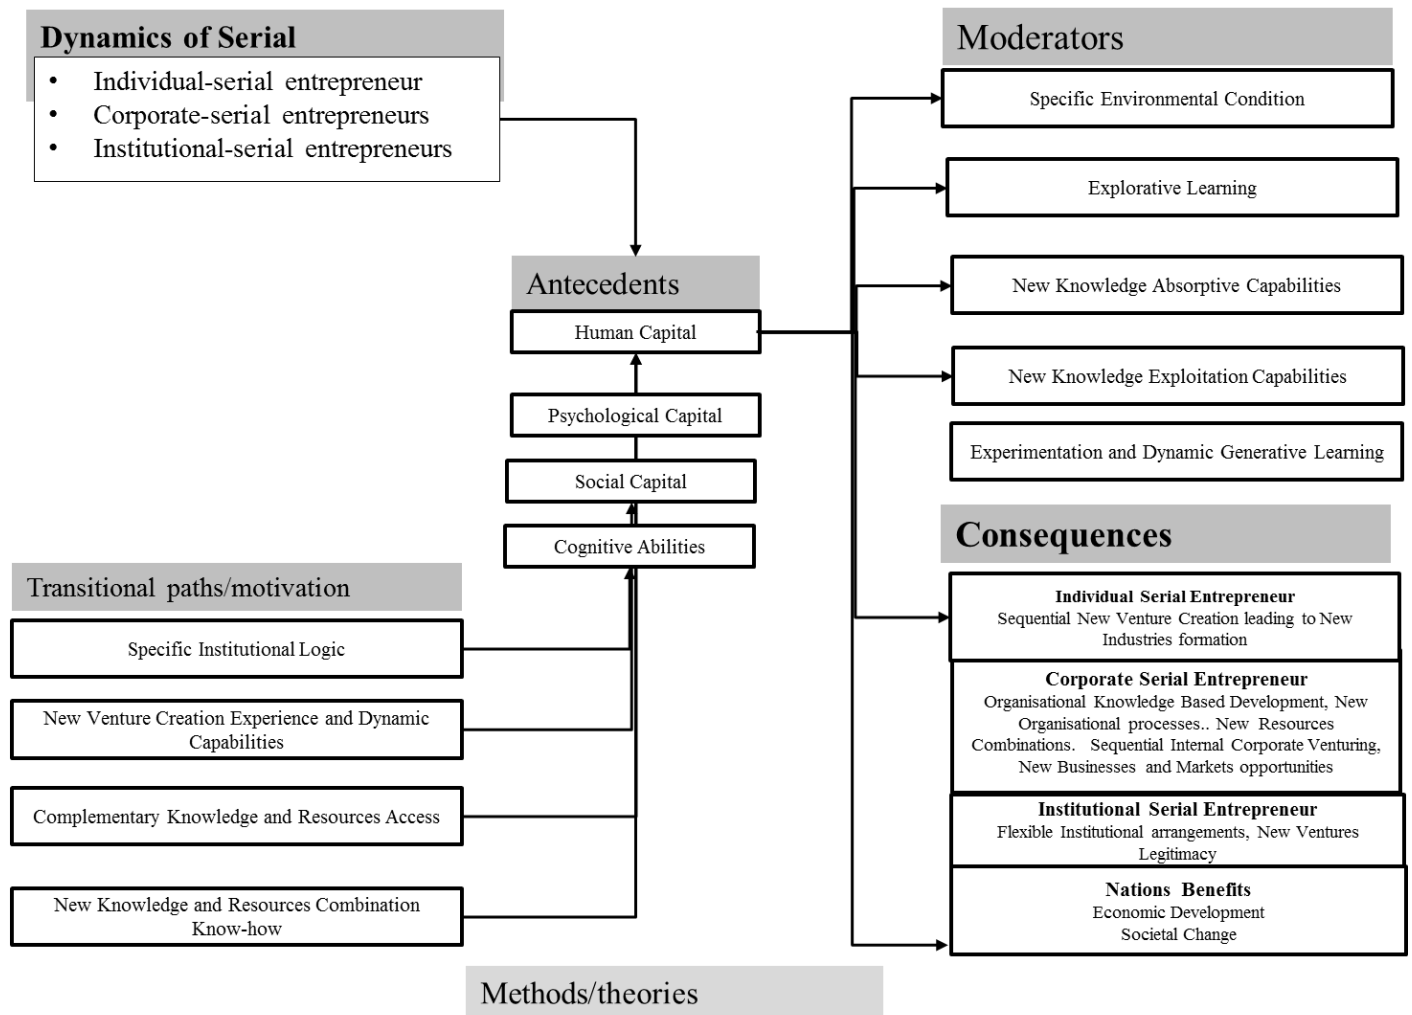 Dynamics of Serial
• Individual-serial entrepreneur
• Corporate-serial entrepreneurs
• Institutional-serial entrepreneurs
Antecedents
Human Capital
Psychological Capital
Social Capital
Cognitive Abilities
Transitional paths/motivation
Specific Institutional Logic
New Venture Creation Experience and Dynamic
Capabilities
Complementary Knowledge and Resources Access
New Knowledge and Resources Combination
Know-how
Moderators
Specific Environmental Condition
Explorative Learning
New Knowledge Absorptive Capabilities
New Knowledge Exploitation Capabilities
Experimentation and Dynamic Generative Learning
Consequences
Individual Serial Entrepreneur
Sequential New Venture Creation leading to New
Industries formation
Corporate Serial Entrepreneur
Organisational Knowledge Based Development, New
Organisational processes.. New Resources
Combinations. Sequential Internal Corporate Venturing,
New Businesses and Markets opportunities
Institutional Serial Entrepreneur
Flexible Institutional arrangements, New Ventures
Legitimacy
Nations Benefits
Economic Development
Societal Change
Methods/theories